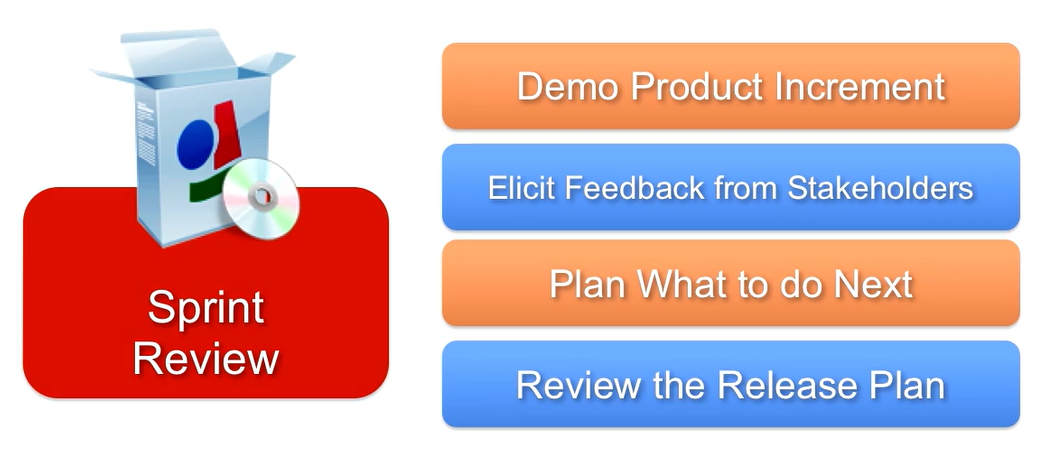 Sprint
Review
Demo Product Increment
Elicit Feedback from Stakeholders
Plan What to do Next
Review the Release Plan